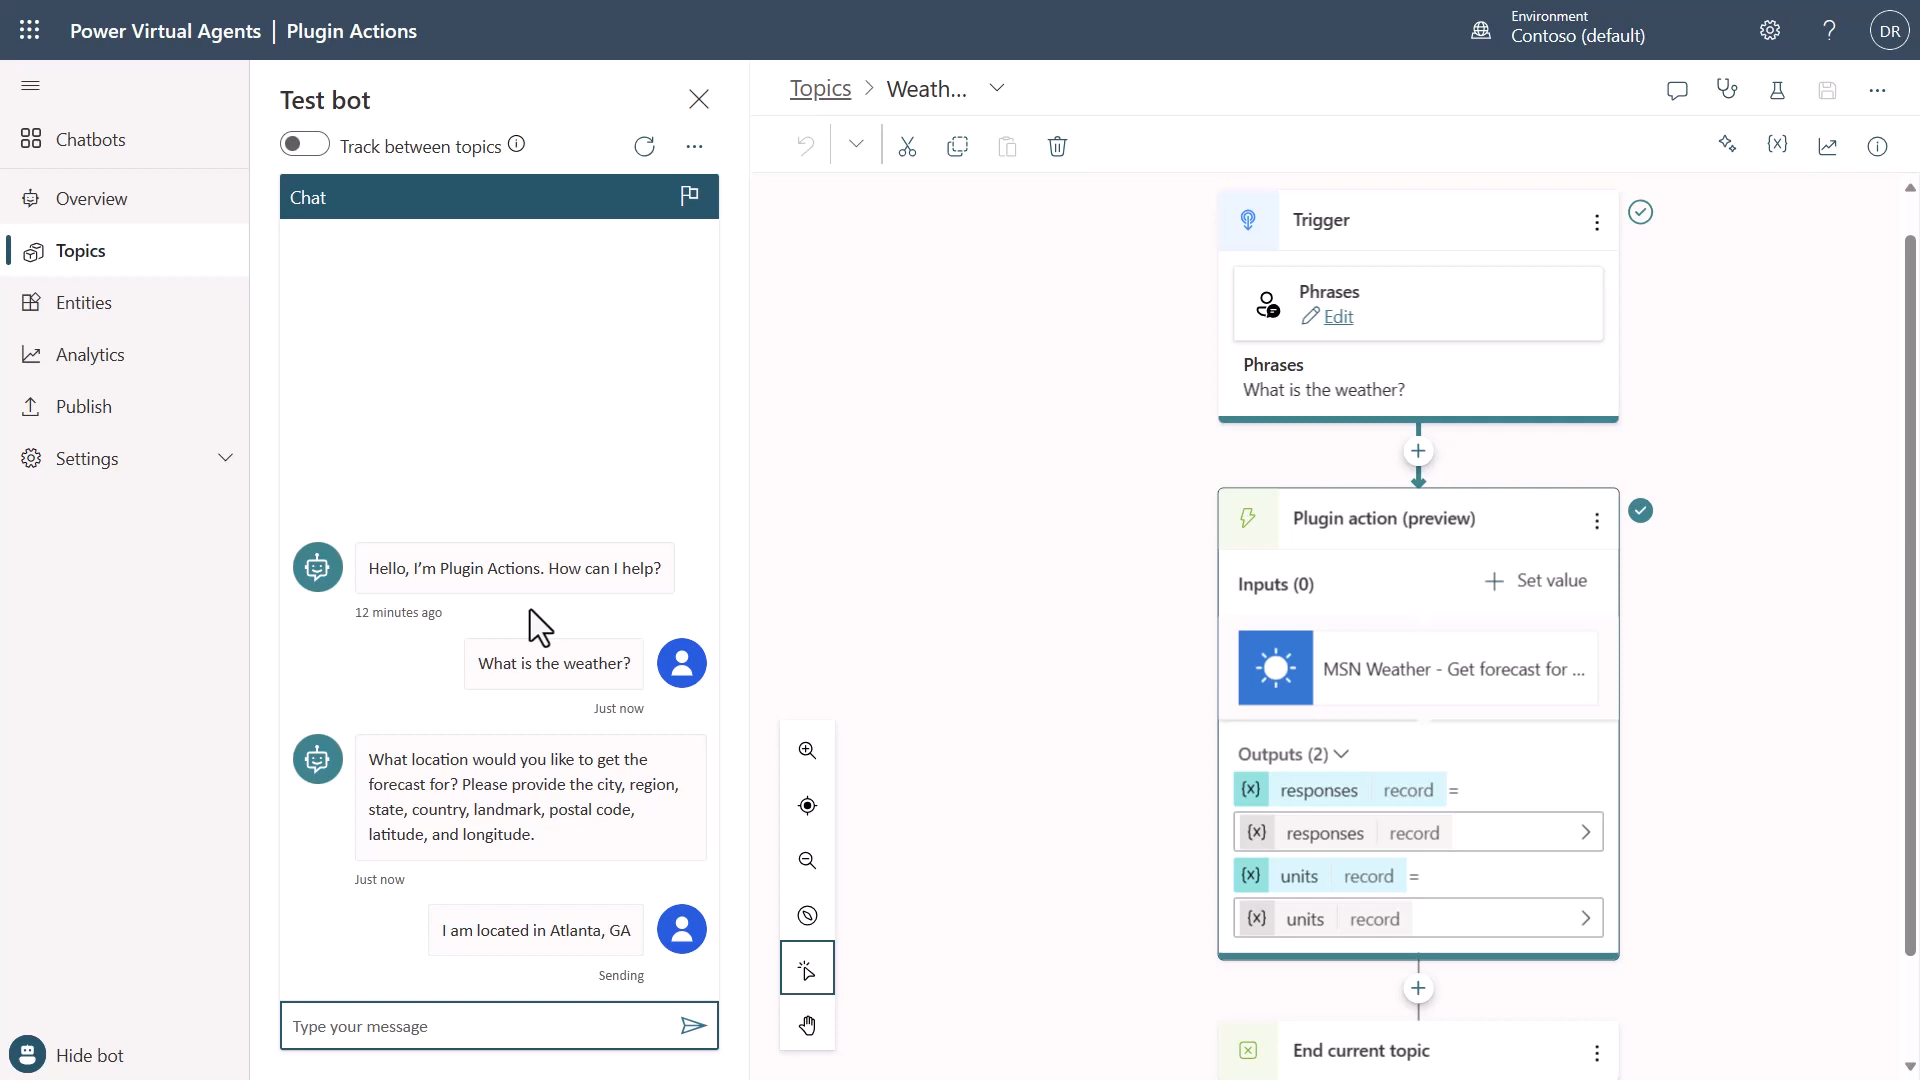 Power Virtual Agents | Plugin Actions
Environment
Contoso (default)
DR
Chatbots
Overview
Topics
Entities
Analytics
Publish
Settings
Hide bot
Test bot
Track between topics
Chat
Hello, I'm Plugin Actions. How can I help?
12 minutes ago
What is the weather?
Just now
What location would you like to get the
forecast for? Please provide the city, region,
state, country, landmark, postal code,
latitude, and longitude.
Just now
I am located in Atlanta, GA
Sending
Type your message
Topics > Weath...
Trigger
Phrases
Edit
Phrases
What is the weather?
Plugin action (preview)
Inputs (0)
Set value
MSN Weather - Get forecast for ...
Outputs (2)
{x} responses record =
{x} responses record
{x} units record =
{x} units record
End current topic